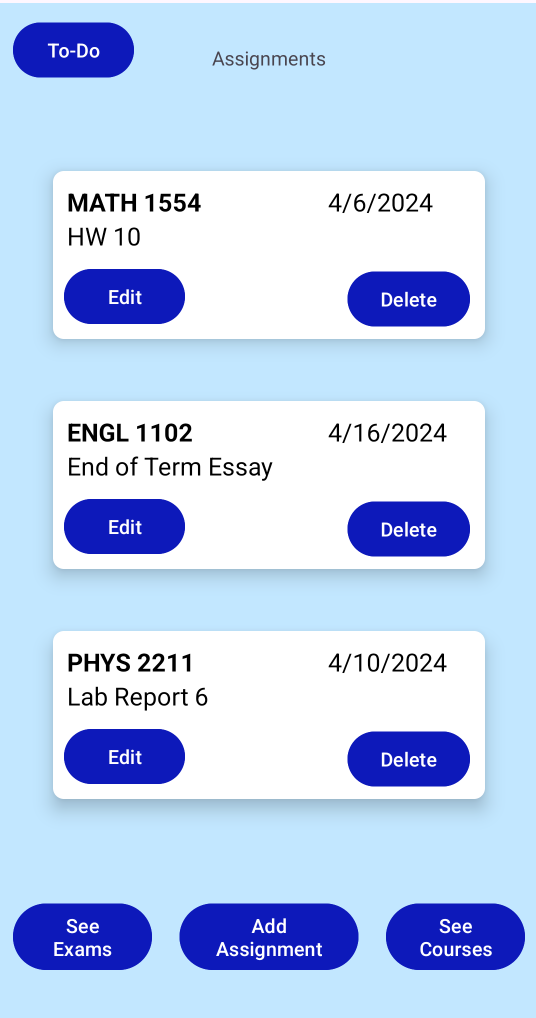 To-Do
Assignments
MATH 1554
4/6/2024
HW 10
Edit
Delete
ENGL 1102
4/16/2024
End of Term Essay
Edit
Delete
PHYS 2211
4/10/2024
Lab Report 6
Edit
Delete
See
Exams
Add
Assignment
See
Courses